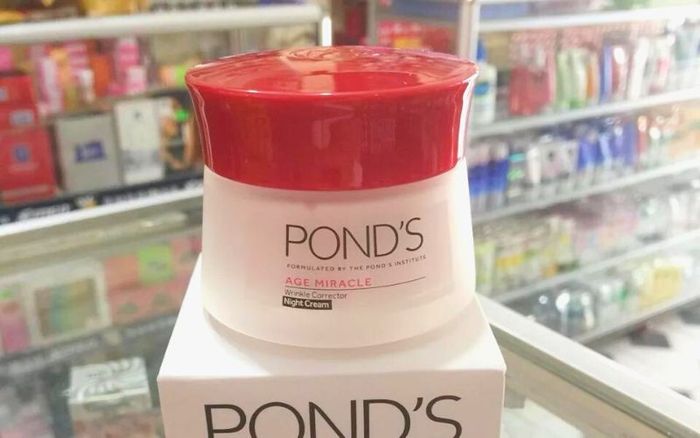 POND'S
FORMULATED BY THE POND'S INSTITUTE
AGE MIRACLE
Wrinkle Corrector
Night Cream
POND'S